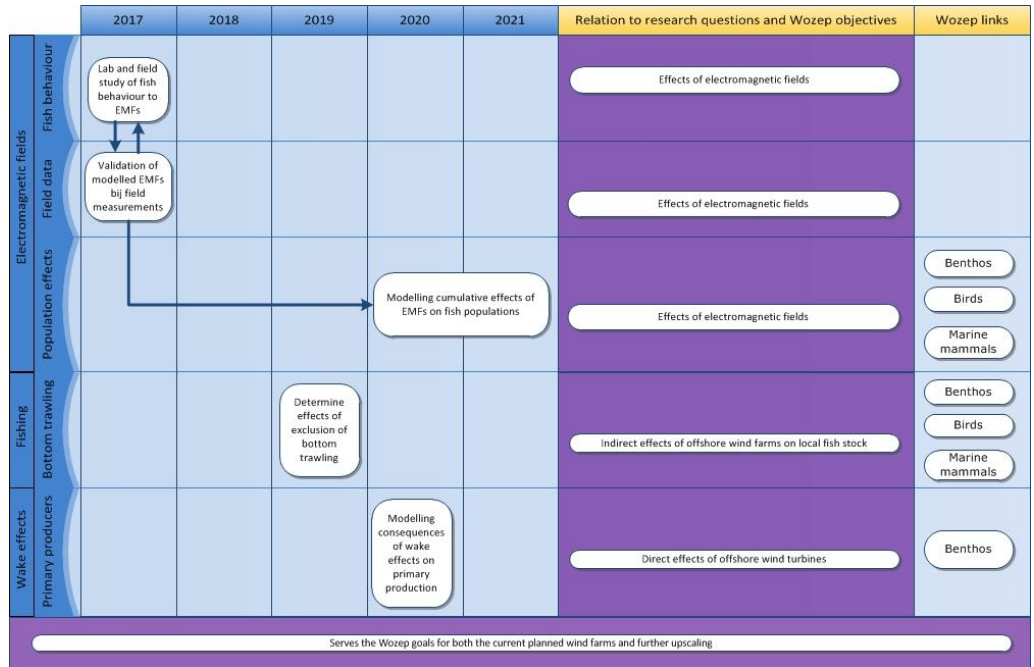 2017
2018
2019
2020
2021
Relation to research questions and Wozep objectives
Wozep links
Electromagnetic fields
Fish behaviour
Lab and field
study of fish
behaviour to
EMFs
Effects of electromagnetic fields
Field data
Validation of
modelled EMFs
bij field
measurements
Effects of electromagnetic fields
Population effects
Modelling cumulative effects of
EMFs on fish populations
Effects of electromagnetic fields
Benthos
Birds
Marine
mammals
Fishing
Bottom trawling
Determine
effects of
exclusion of
bottom
trawling
Indirect effects of offshore wind farms on local fish stock
Benthos
Birds
Marine
mammals
Wake effects
Primary producers
Modelling
consequences
of wake
effects on
primary
production
Direct effects of offshore wind turbines
Benthos
Serves the Wozep goals for both the current planned wind farms and further upscaling